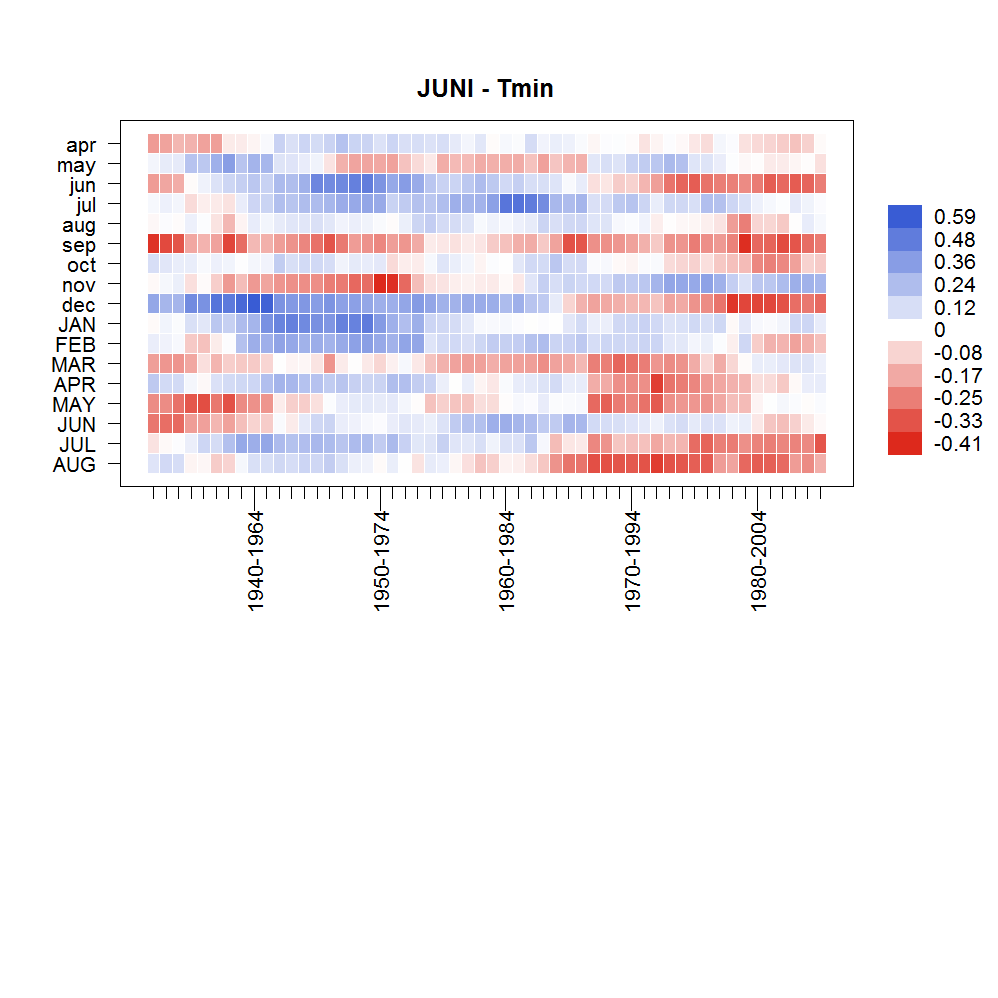 JUNI - Tmin
apr
may
jun
jul
aug
sep
oct
nov
dec
JAN
FEB
MAR
APR
MAY
JUN
JUL
AUG
0.59
0.48
0.36
0.24
0.12
0
-0.08
-0.17
-0.25
-0.33
-0.41
1940-1964
1950-1974
1960-1984
1970-1994
1980-2004